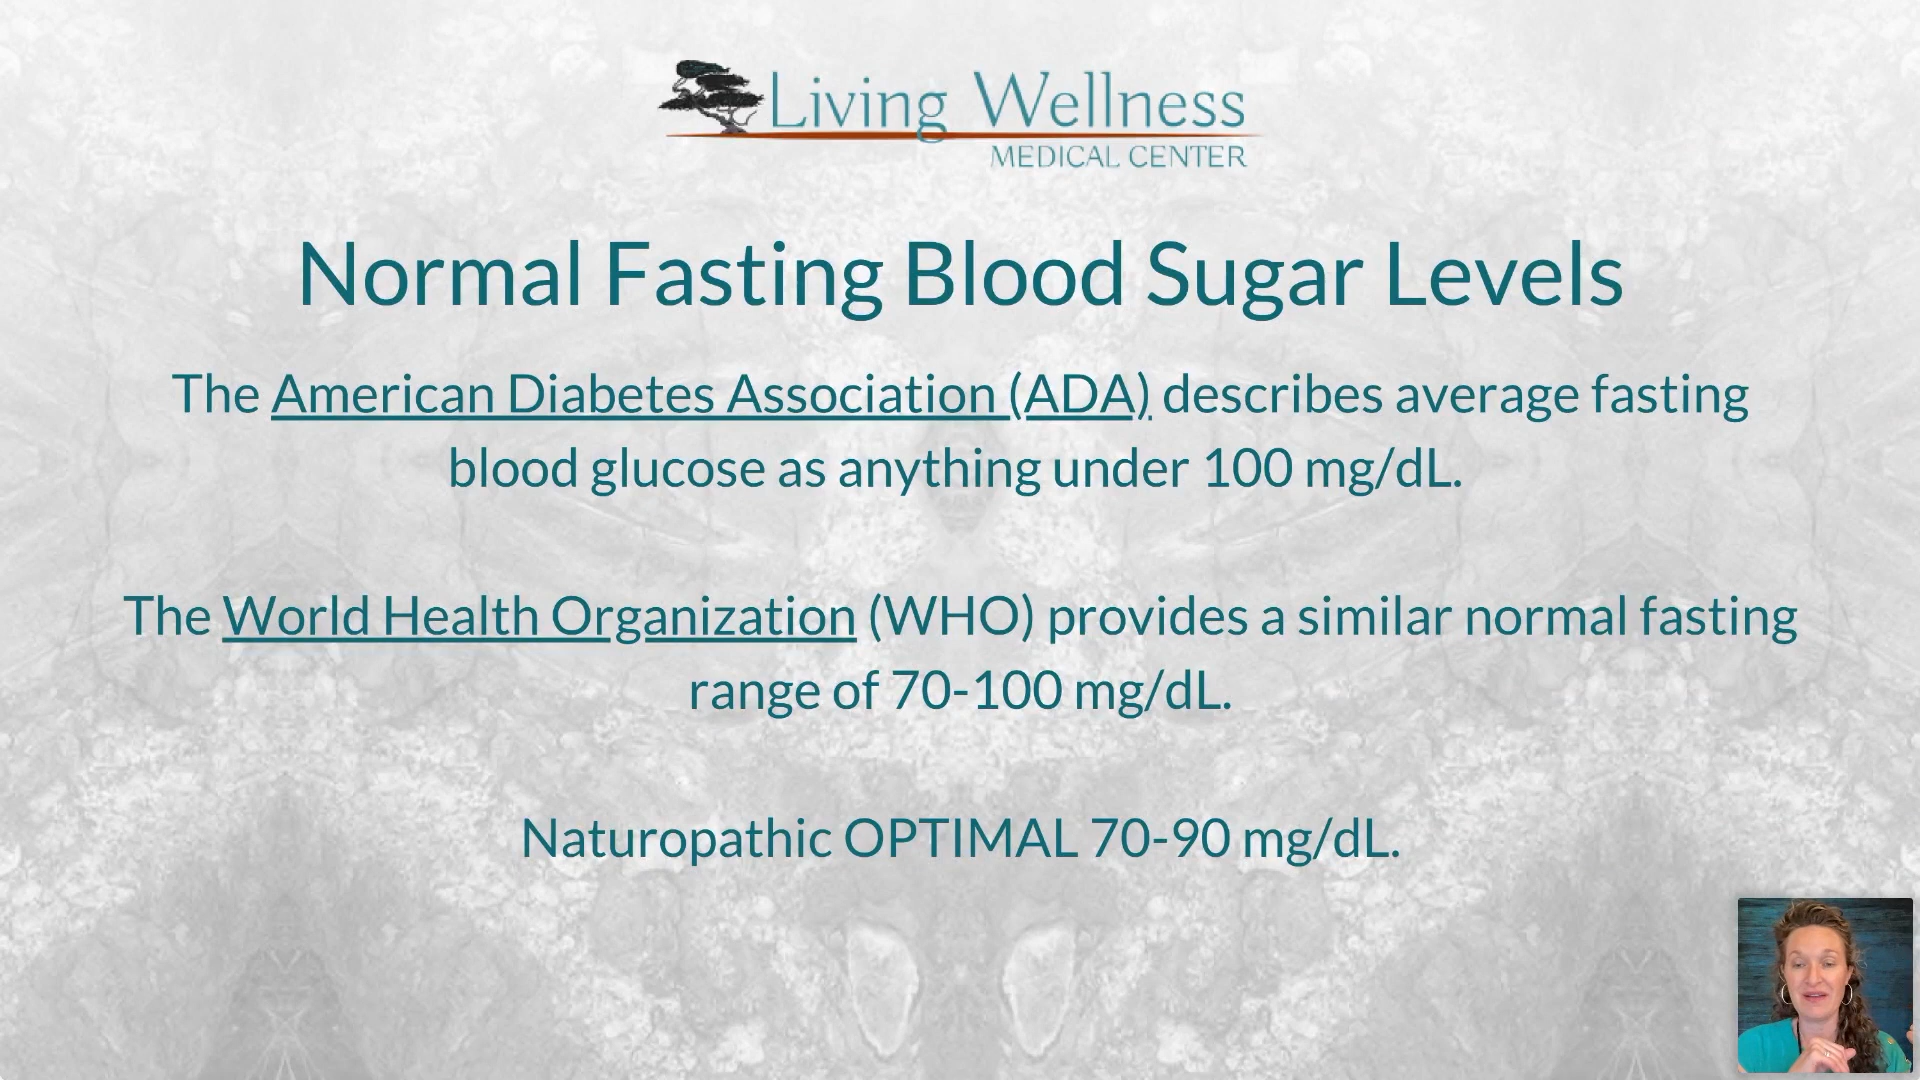 Living Wellness
MEDICAL CENTER
Normal Fasting Blood Sugar Levels
The American Diabetes Association (ADA) describes average fasting
blood glucose as anything under 100 mg/dL.
The World Health Organization (WHO) provides a similar normal fasting
range of 70-100 mg/dL.
Naturopathic OPTIMAL 70-90 mg/dL.